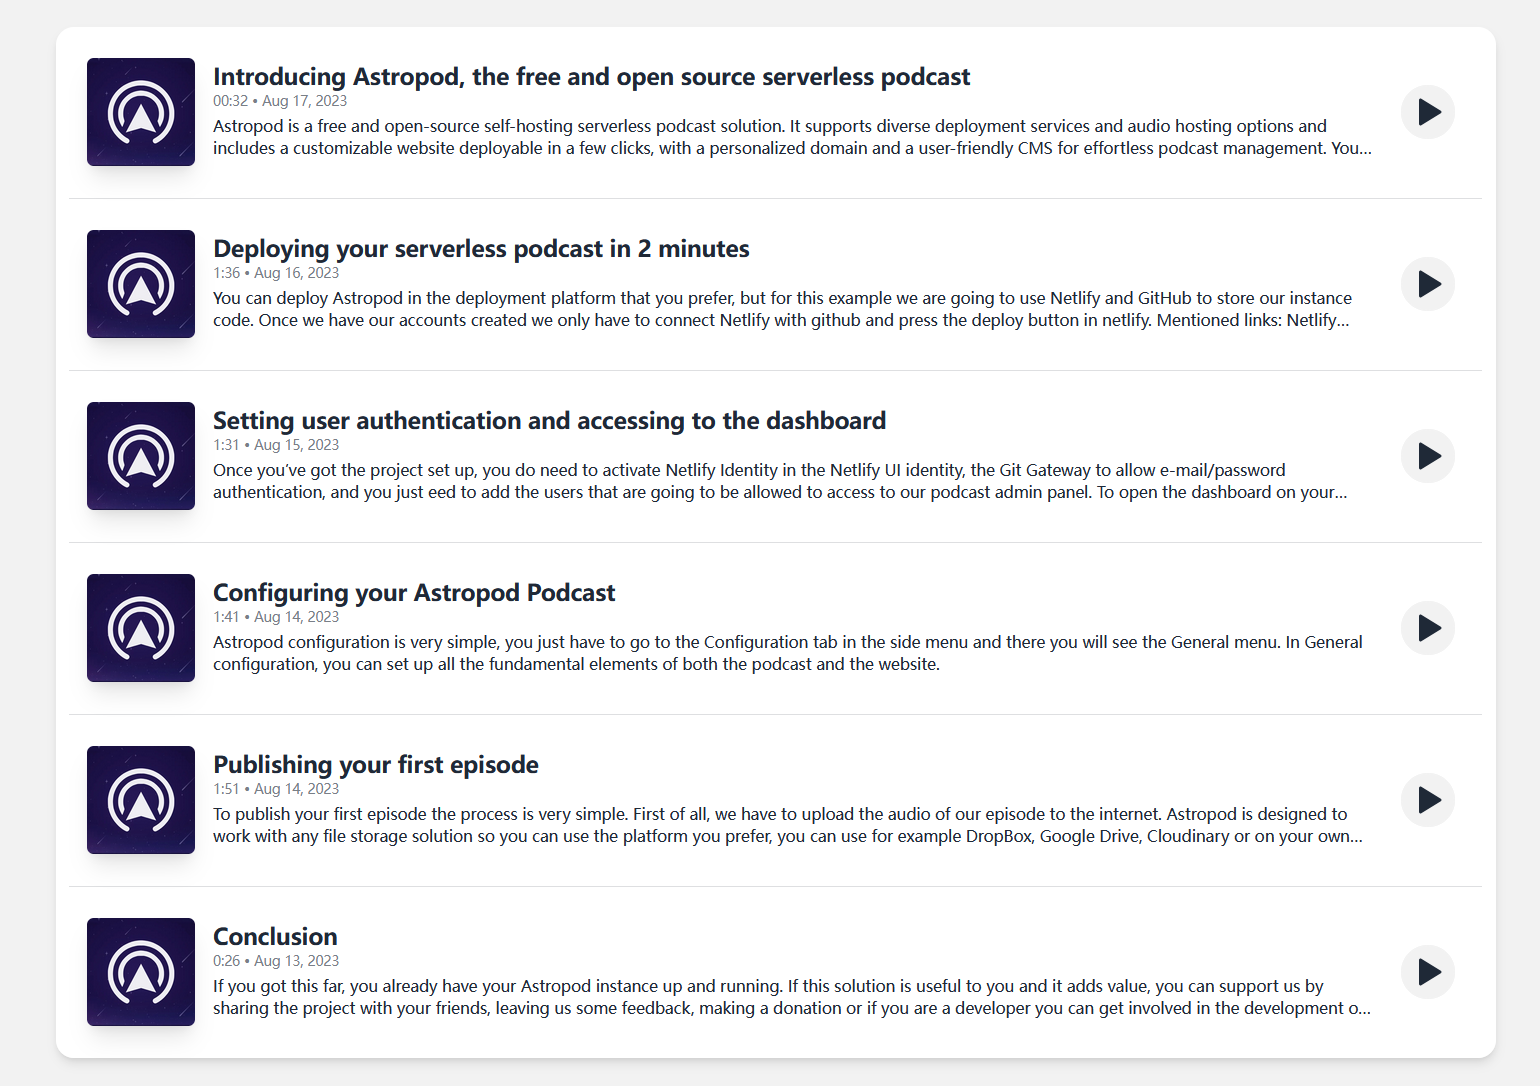 Introducing Astropod, the free and open source serverless podcast
00:32 • Aug 17, 2023
Astropod is a free and open-source self-hosting serverless podcast solution. It supports diverse deployment services and audio hosting options and
includes a customizable website deployable in a few clicks, with a personalized domain and a user-friendly CMS for effortless podcast management. You...
Deploying your serverless podcast in 2 minutes
1:36 • Aug 16, 2023
You can deploy Astropod in the deployment platform that you prefer, but for this example we are going to use Netlify and GitHub to store our instance
code. Once we have our accounts created we only have to connect Netlify with github and press the deploy button in netlify. Mentioned links: Netlify...
Setting user authentication and accessing to the dashboard
1:31 • Aug 15, 2023
Once you’ve got the project set up, you do need to activate Netlify Identity in the Netlify UI identity, the Git Gateway to allow e-mail/password
authentication, and you just eed to add the users that are going to be allowed to access to our podcast admin panel. To open the dashboard on your...
Configuring your Astropod Podcast
1:41 • Aug 14, 2023
Astropod configuration is very simple, you just have to go to the Configuration tab in the side menu and there you will see the General menu. In General
configuration, you can set up all the fundamental elements of both the podcast and the website.
Publishing your first episode
1:51 • Aug 14, 2023
To publish your first episode the process is very simple. First of all, we have to upload the audio of our episode to the internet. Astropod is designed to
work with any file storage solution so you can use the platform you prefer, you can use for example DropBox, Google Drive, Cloudinary or on your own...
Conclusion
0:26 • Aug 13, 2023
If you got this far, you already have your Astropod instance up and running. If this solution is useful to you and it adds value, you can support us by
sharing the project with your friends, leaving us some feedback, making a donation or if you are a developer you can get involved in the development o...